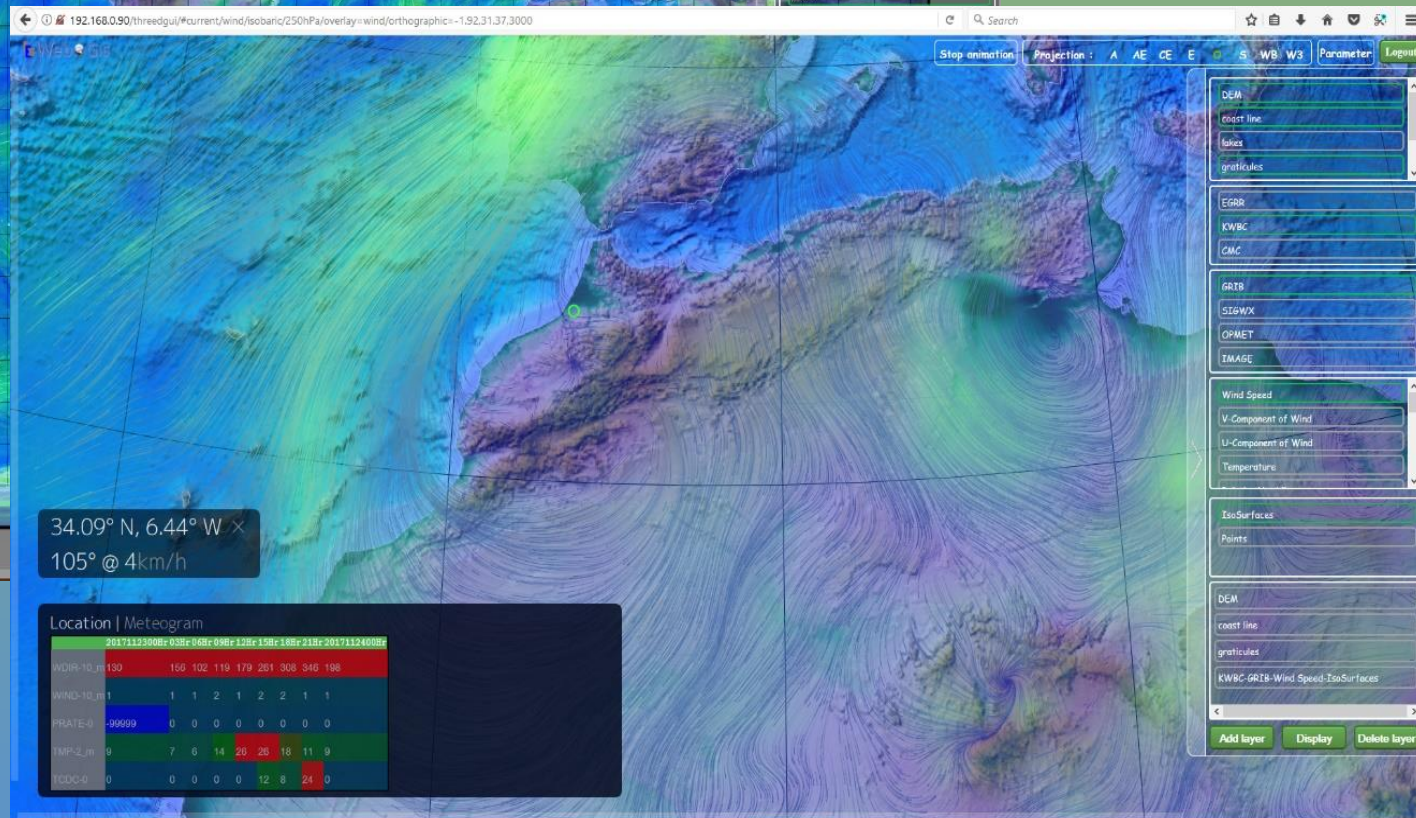 192.168.0.90/threedgui/#current/wind/isobaric/250hPa/overlay=wind/orthographic=-1.92,31.37,3000
Search
Stop animation Projection : A AE CE E G S WB W3 Parameter Logout
DEM
coast line
lakes
graticules
EGRR
KWBC
CMC
GRIB
SIGWX
OPMET
IMAGE
Wind Speed
V-Component of Wind
U-Component of Wind
Temperature
IsoSurfaces
Points
DEM
coast line
graticules
KWBC-GRIB-Wind Speed-IsoSurfaces
Add layer Display Delete layer
34.09° N, 6.44° W ×
105° @ 4km/h
Location | Meteogram
2017112300Hr 03Hr 06Hr 09Hr 12Hr 15Hr 18Hr 21Hr 2017112400Hr
WDIR-10_m 130 156 102 119 179 261 308 346 198
WIND-10_m 1 1 1 2 1 2 2 1 1
PRATE-0 -99999 0 0 0 0 0 0 0 0
TMP-2_m 9 7 6 14 26 26 18 11 9
TCDC-0 0 0 0 0 0 12 8 24 0